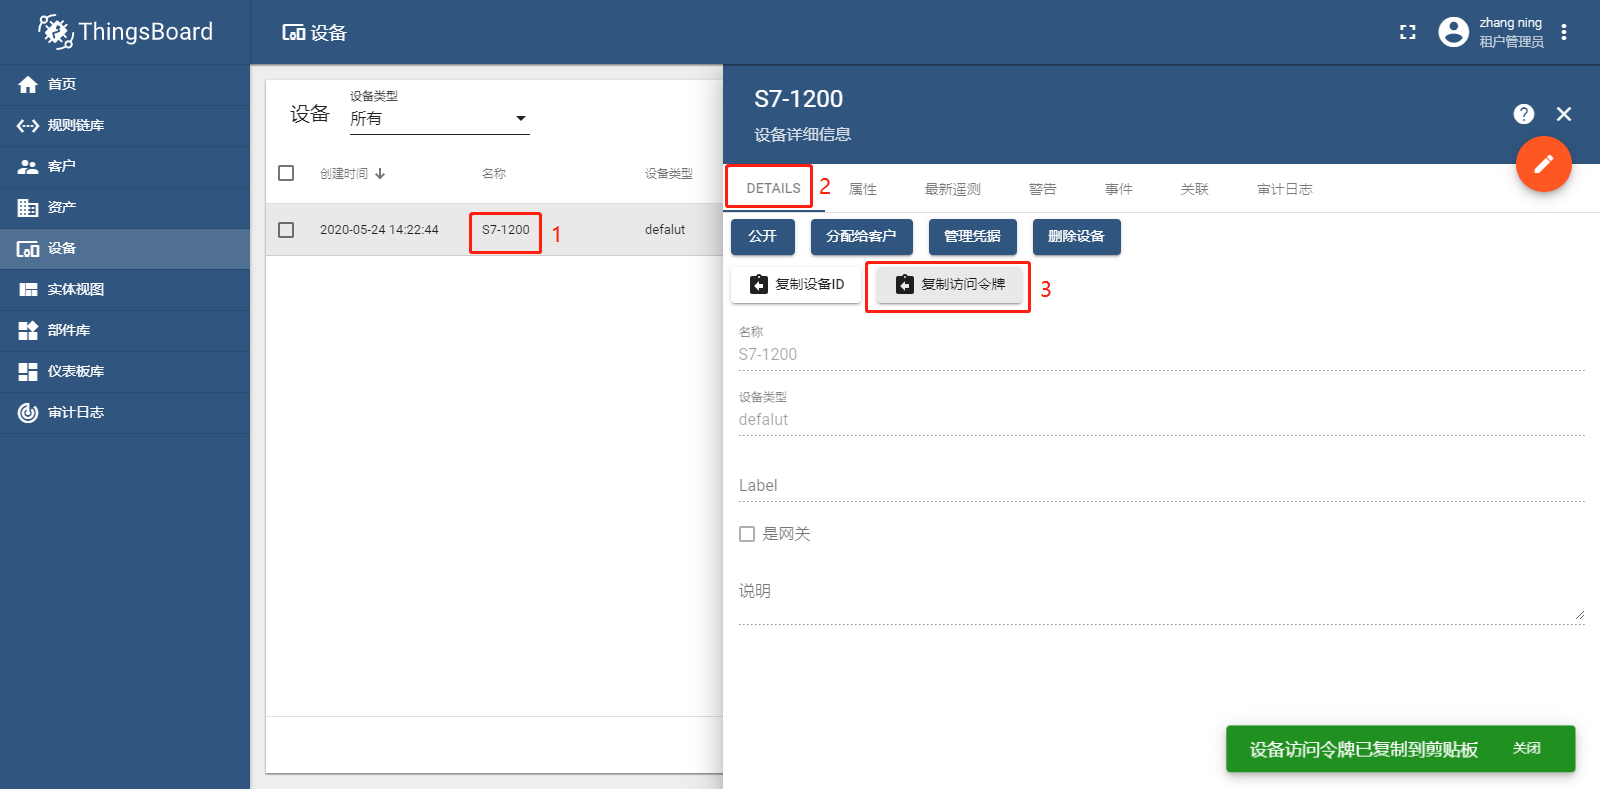 ThingsBoard
设备
zhang ning
租户管理员
首页
规则链库
客户
资产
设备
实体视图
部件库
仪表板库
审计日志
设备
设备类型
所有
创建时间
名称
设备类型
2020-05-24 14:22:44
S7-1200
1
defalut
S7-1200
设备详细信息
?
DETAILS
2
属性
最新遥测
警告
事件
关联
审计日志
公开
分配给客户
管理凭据
删除设备
复制设备ID
复制访问令牌
3
名称
S7-1200
设备类型
defalut
Label
是网关
说明
设备访问令牌已复制到剪贴板
关闭